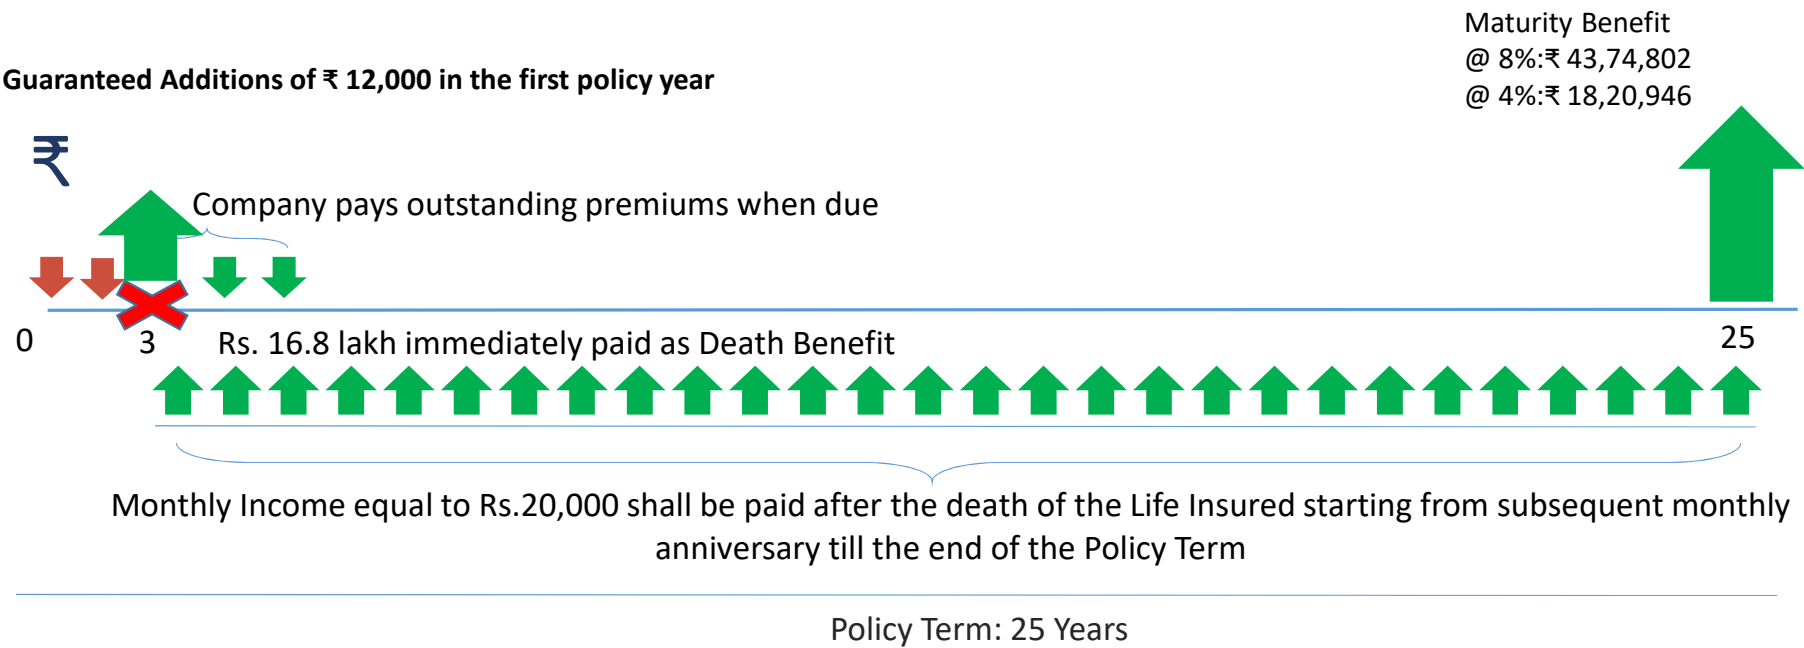 Maturity Benefit
@ 8%:₹ 43,74,802
@ 4%:₹ 18,20,946
Guaranteed Additions of ₹ 12,000 in the first policy year
₹
Company pays outstanding premiums when due
0
3
Rs. 16.8 lakh immediately paid as Death Benefit
25
Monthly Income equal to Rs.20,000 shall be paid after the death of the Life Insured starting from subsequent monthly
anniversary till the end of the Policy Term
Policy Term: 25 Years